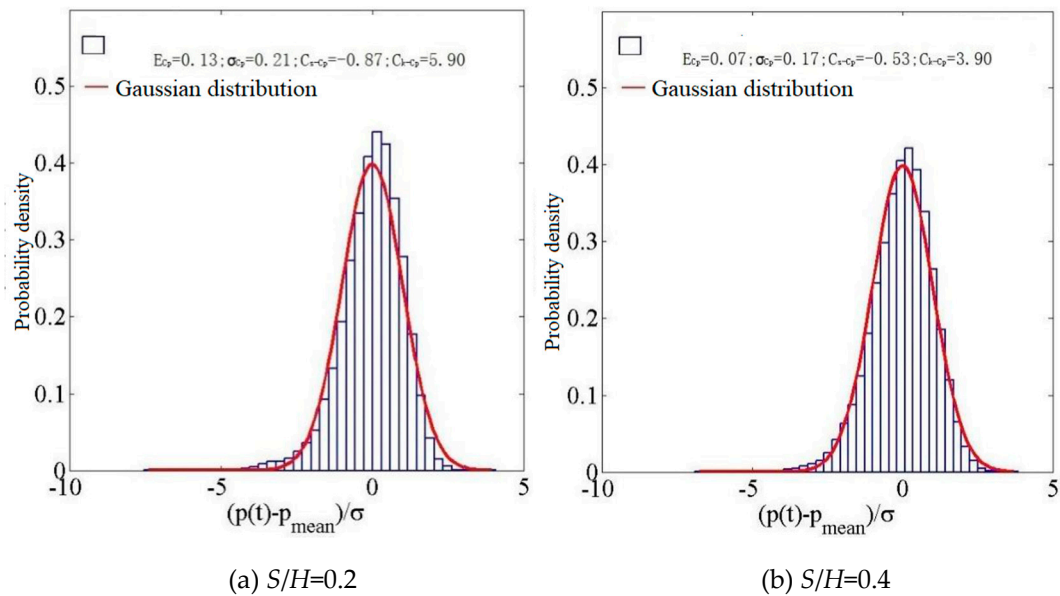 E_Cp=0.13;σ_Cp=0.21;C_s-Cp=-0.87;C_k-Cp=5.90
Gaussian distribution
0.5
0.4
0.3
0.2
0.1
0
Probability density
-10
-5
0
5
(p(t)-p_mean)/σ
(a) S/H=0.2
E_Cp=0.07;σ_Cp=0.17;C_s-Cp=-0.53;C_k-Cp=3.90
Gaussian distribution
0.5
0.4
0.3
0.2
0.1
0
Probability density
-10
-5
0
5
(p(t)-p_mean)/σ
(b) S/H=0.4